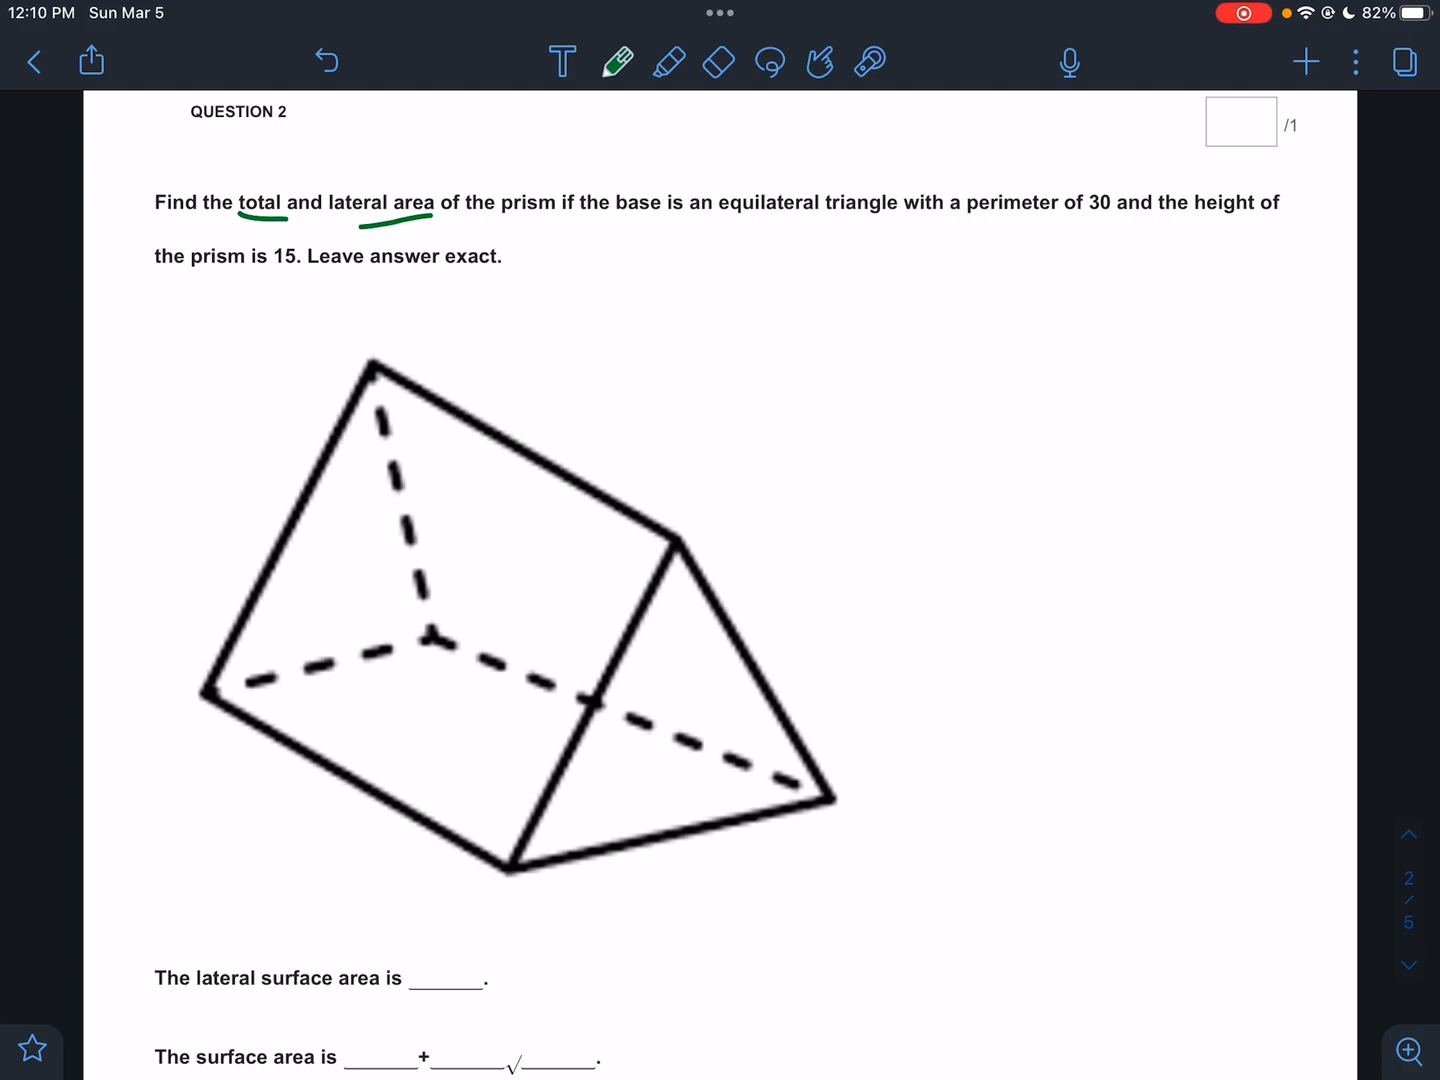 12:10 PM Sun Mar 5
82%
QUESTION 2
/1
Find the total and lateral area of the prism if the base is an equilateral triangle with a perimeter of 30 and the height of
the prism is 15. Leave answer exact.
2
/
5
The lateral surface area is ______.
The surface area is ______+______√______.